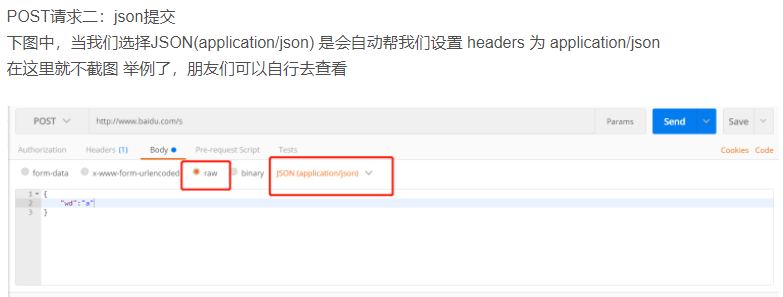 POST请求二：json提交
下图中，当我们选择JSON(application/json) 是会自动帮我们设置 headers 为 application/json
在这里就不截图 举例了，朋友们可以自行去查看
POST http://www.baidu.com/s Params Send Save
Authorization Headers (1) Body Pre-request Script Tests Cookies Code
form-data x-www-form-urlencoded raw binary JSON (application/json)
1 {
2 "wd":"a"
3 }